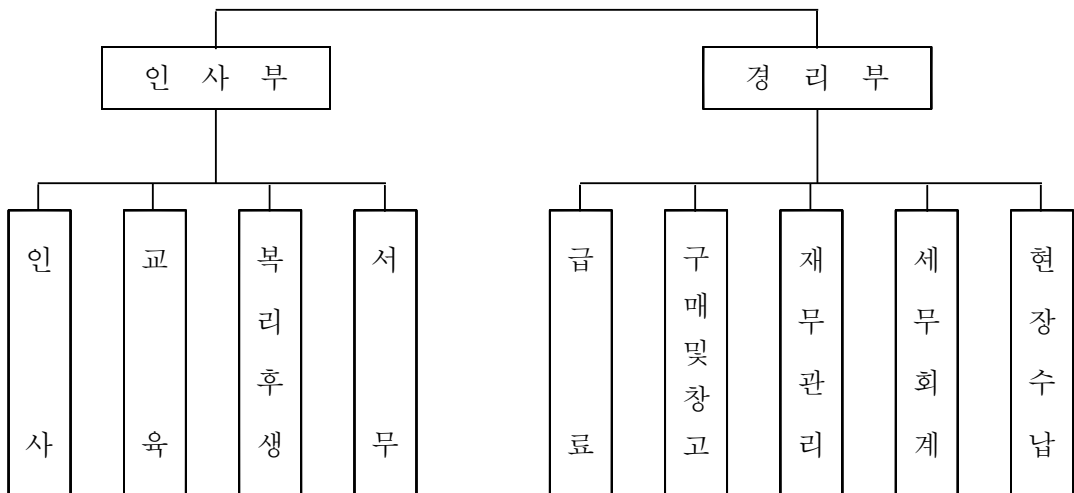 인 사 부
경 리 부
인 사
교 육
복리후생
서 무
급 료
구매및창고
재무관리
세무회계
현장수납